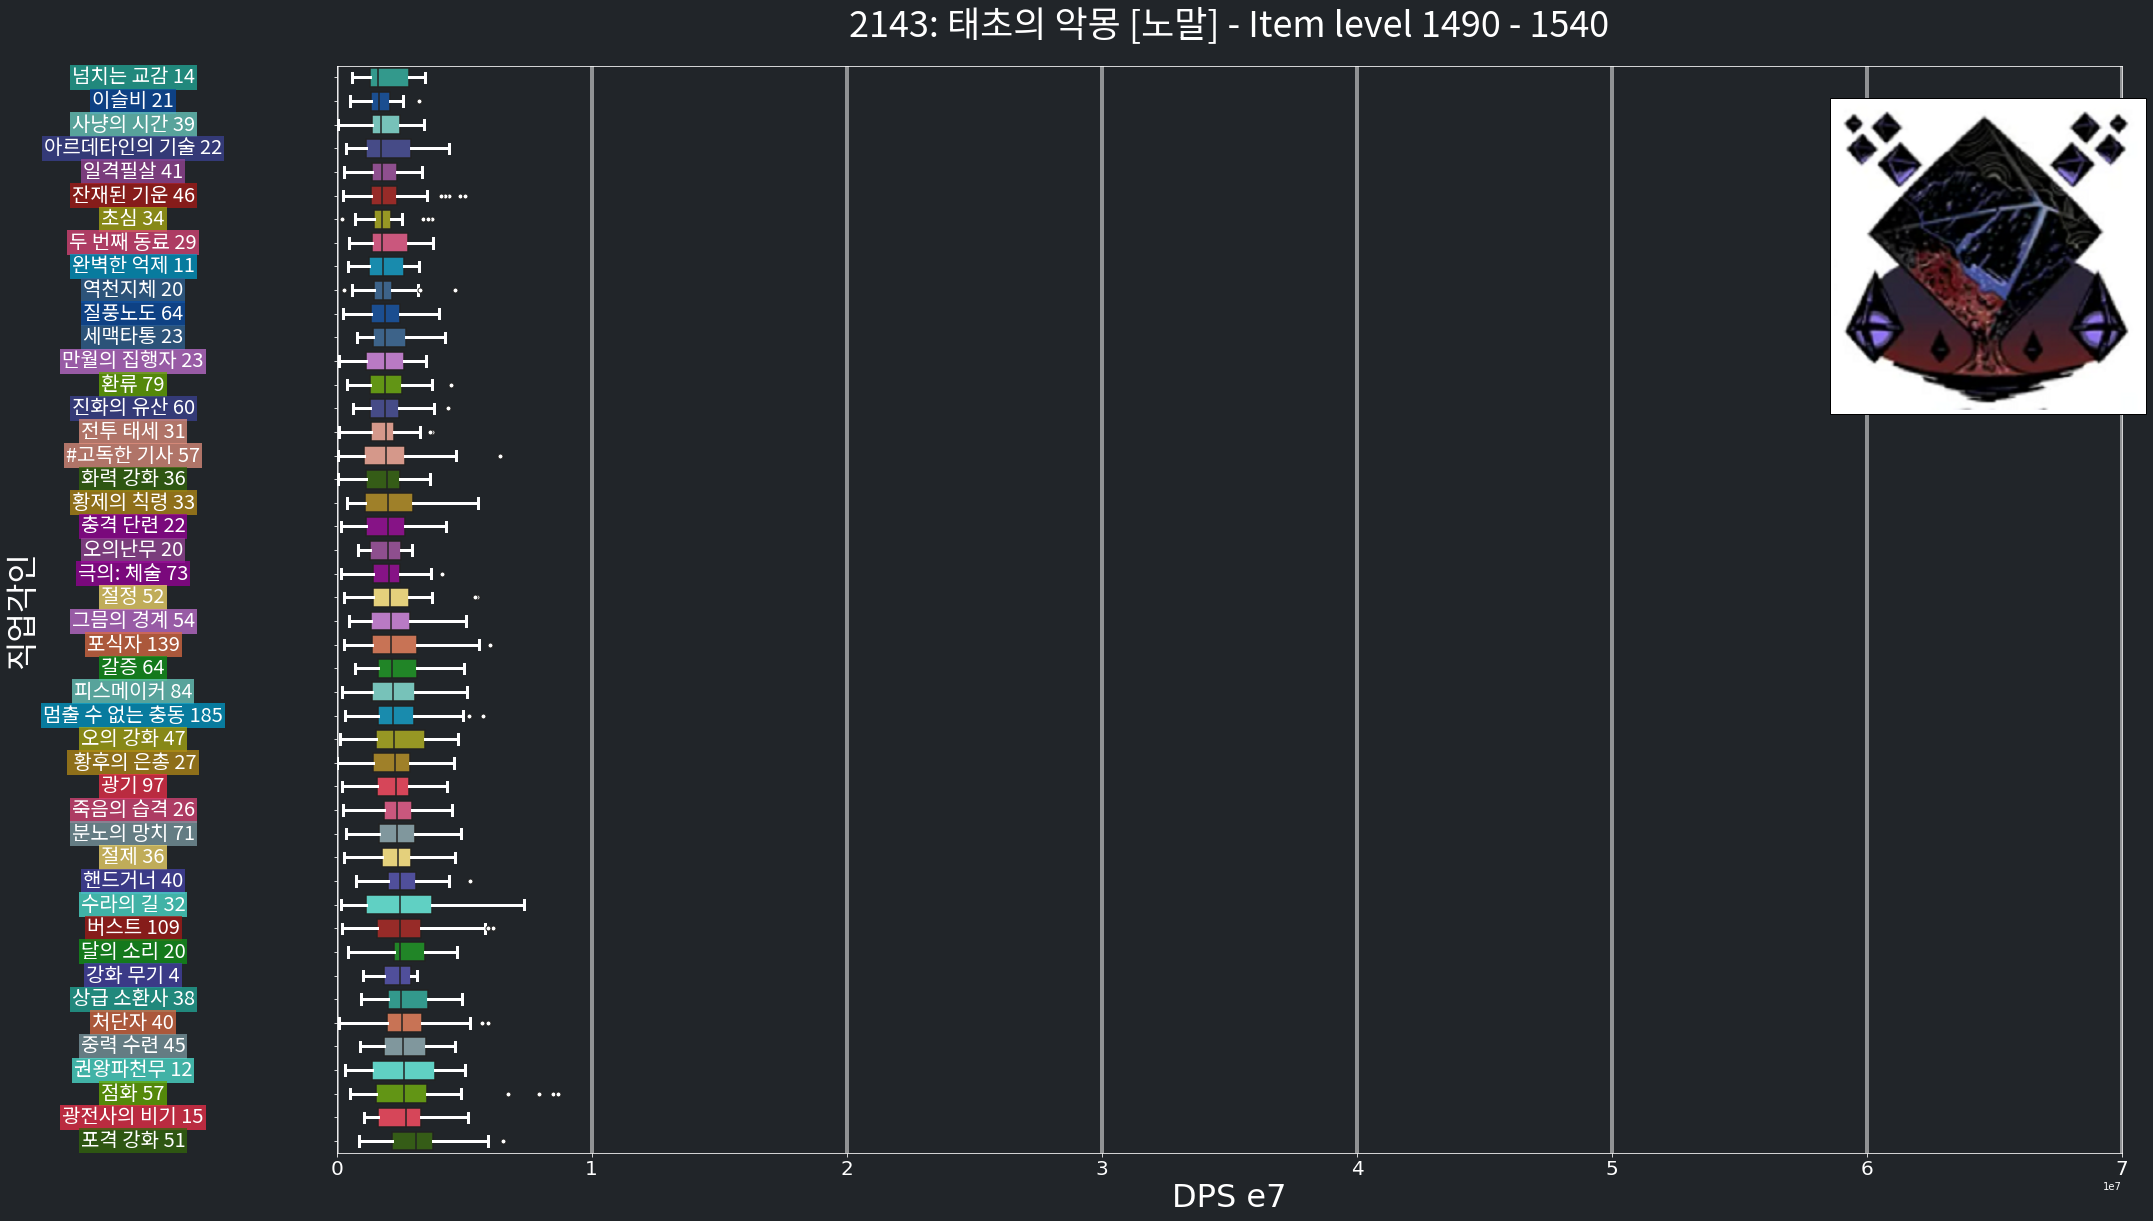 2143: 태초의 악몽 [노말] - Item level 1490 - 1540
직업각인
넘치는 교감 14
이슬비 21
사냥의 시간 39
아르데타인의 기술 22
일격필살 41
잔재된 기운 46
초심 34
두 번째 동료 29
완벽한 억제 11
역천지체 20
질풍노도 64
세맥타통 23
만월의 집행자 23
환류 79
진화의 유산 60
전투 태세 31
#고독한 기사 57
화력 강화 36
황제의 칙령 33
충격 단련 22
오의난무 20
극의: 체술 73
절정 52
그믐의 경계 54
포식자 139
갈증 64
피스메이커 84
멈출 수 없는 충동 185
오의 강화 47
황후의 은총 27
광기 97
죽음의 습격 26
분노의 망치 71
절제 36
핸드거너 40
수라의 길 32
버스트 109
달의 소리 20
강화 무기 4
상급 소환사 38
처단자 40
중력 수련 45
권왕파천무 12
점화 57
광전사의 비기 15
포격 강화 51
0 1 2 3 4 5 6 7
1e7
DPS e7